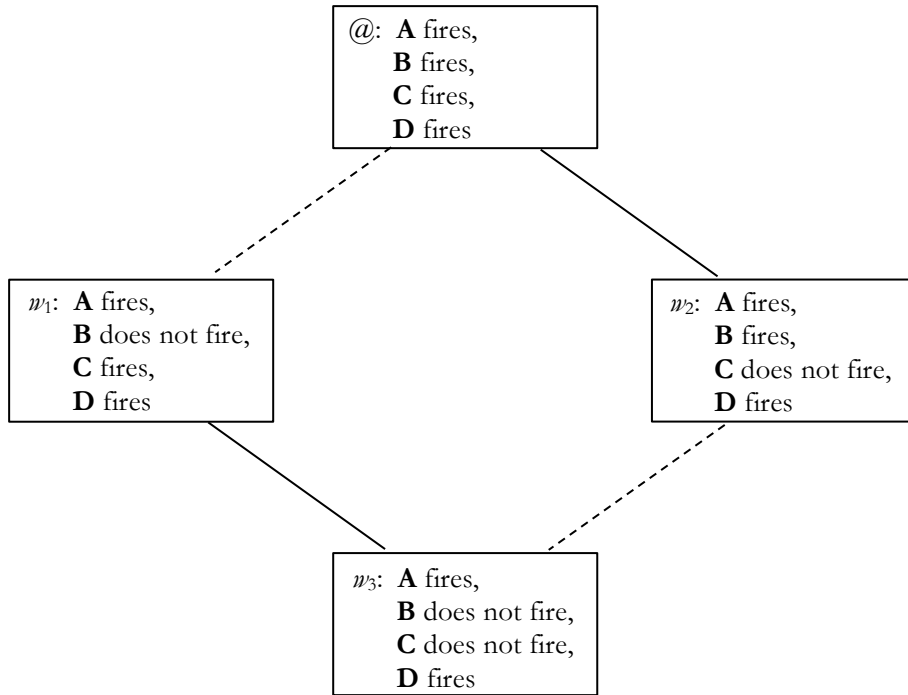 @: A fires,
B fires,
C fires,
D fires
w₁: A fires,
B does not fire,
C fires,
D fires
w₂: A fires,
B fires,
C does not fire,
D fires
w₃: A fires,
B does not fire,
C does not fire,
D fires